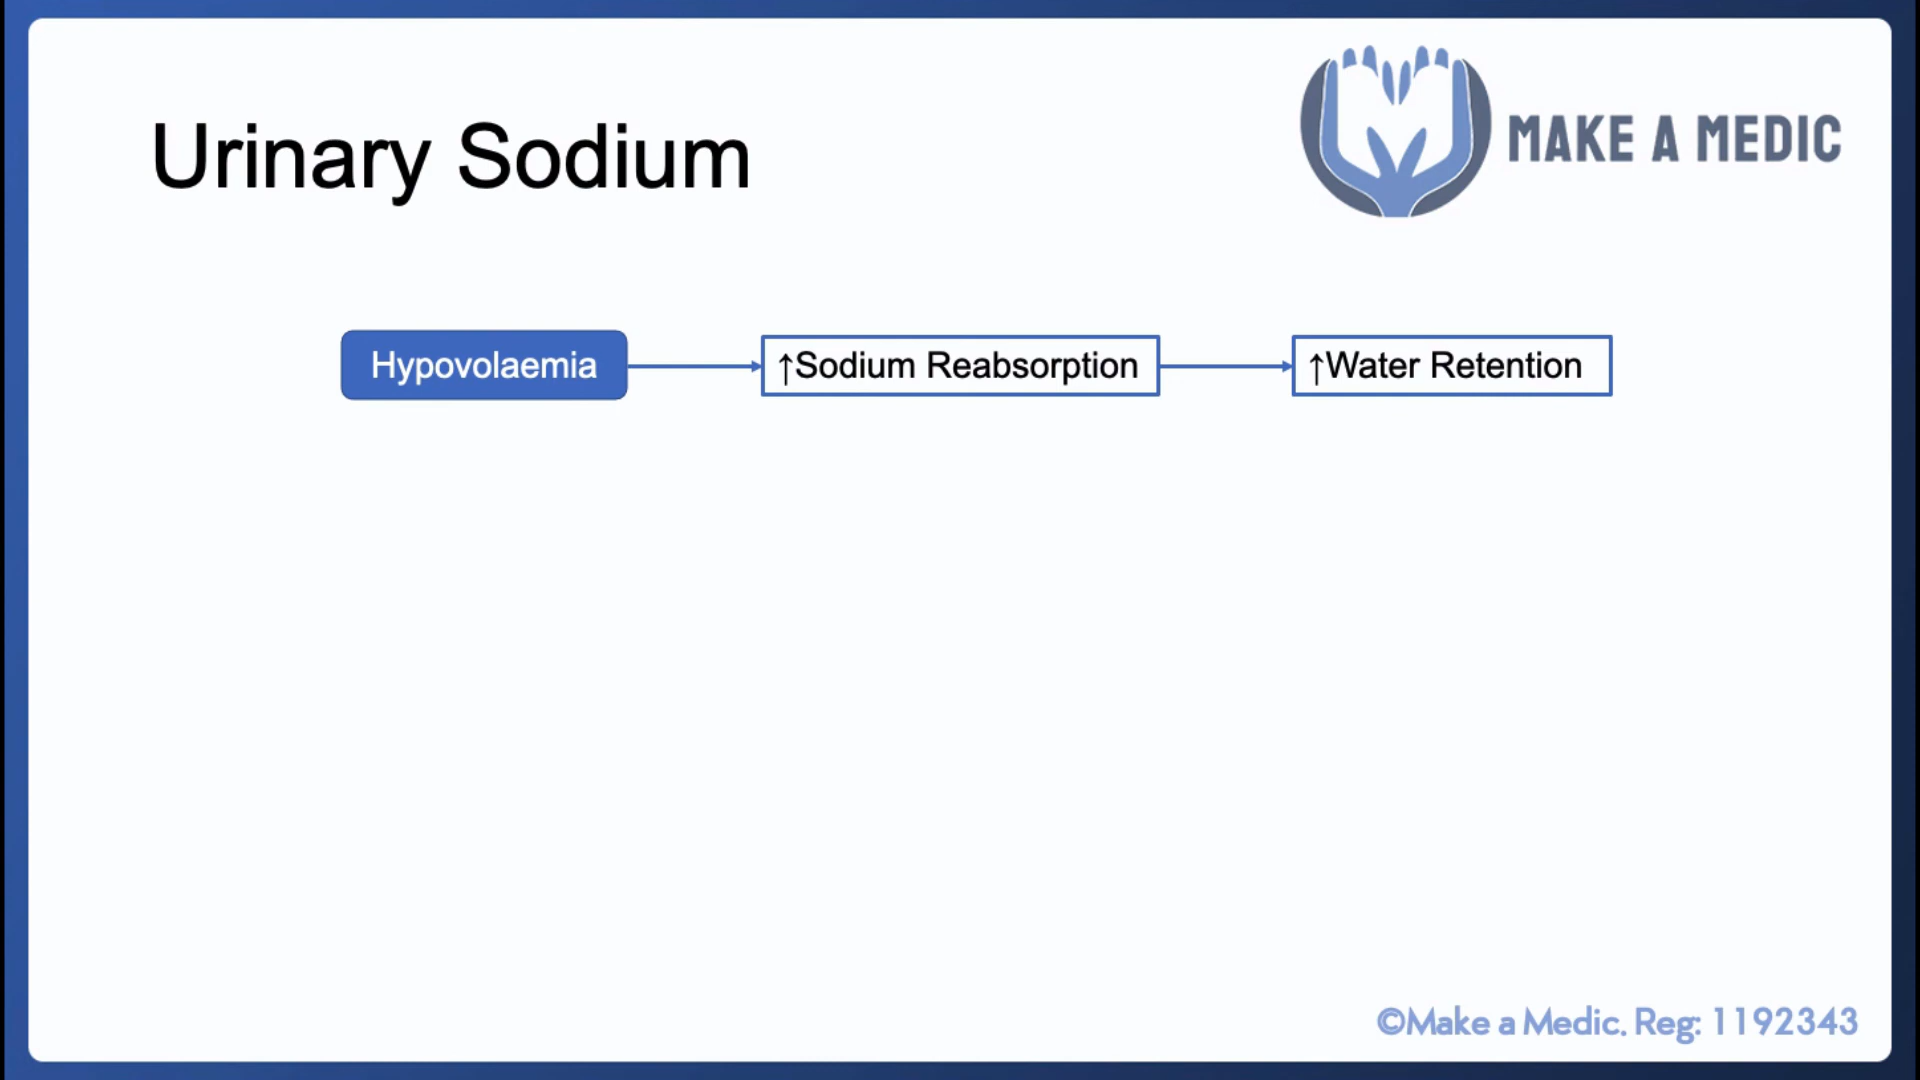 Urinary Sodium
MAKE A MEDIC
Hypovolaemia
↑Sodium Reabsorption
↑Water Retention
©Make a Medic. Reg: 1192343